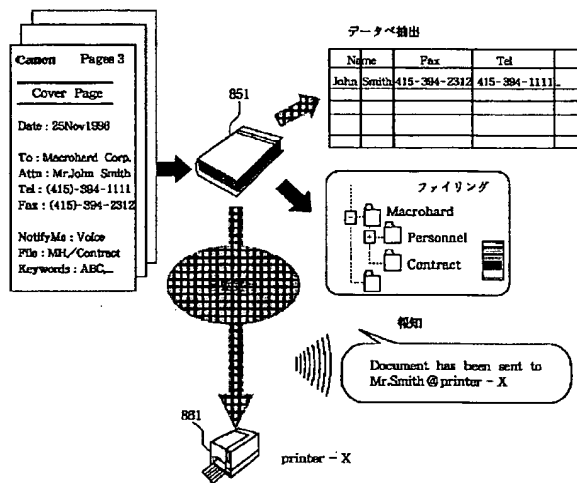 Canon Pages 3
Cover Page
Date : 25Nov1996
To : Macrohard Corp.
Attn : Mr.John Smith
Tel : (415)-394-1111
Fax : (415)-394-2312
NotifyMe : Voice
File : MH/Contract
Keywords : ABC,...
851
データベ抽出
Name Fax Tel
John Smith 415-394-2312 415-394-1111...
ファイリング
Macrohard
Personnel
Contract
報知
Document has been sent to
Mr.Smith@printer-X
881
printer-X